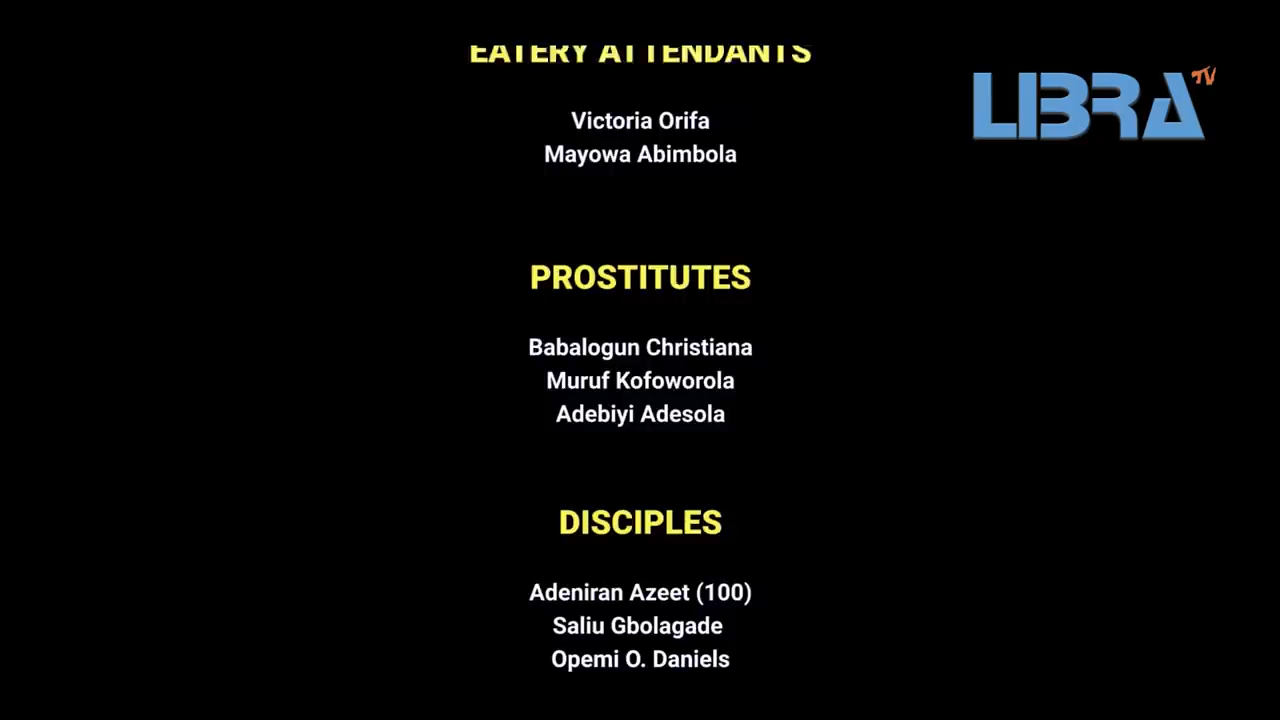 EATERY ATTENDANTS
LIBRA TV
Victoria Orifa
Mayowa Abimbola
PROSTITUTES
Babalogun Christiana
Muruf Kofoworola
Adebiyi Adesola
DISCIPLES
Adeniran Azeet (100)
Saliu Gbolagade
Opemi O. Daniels